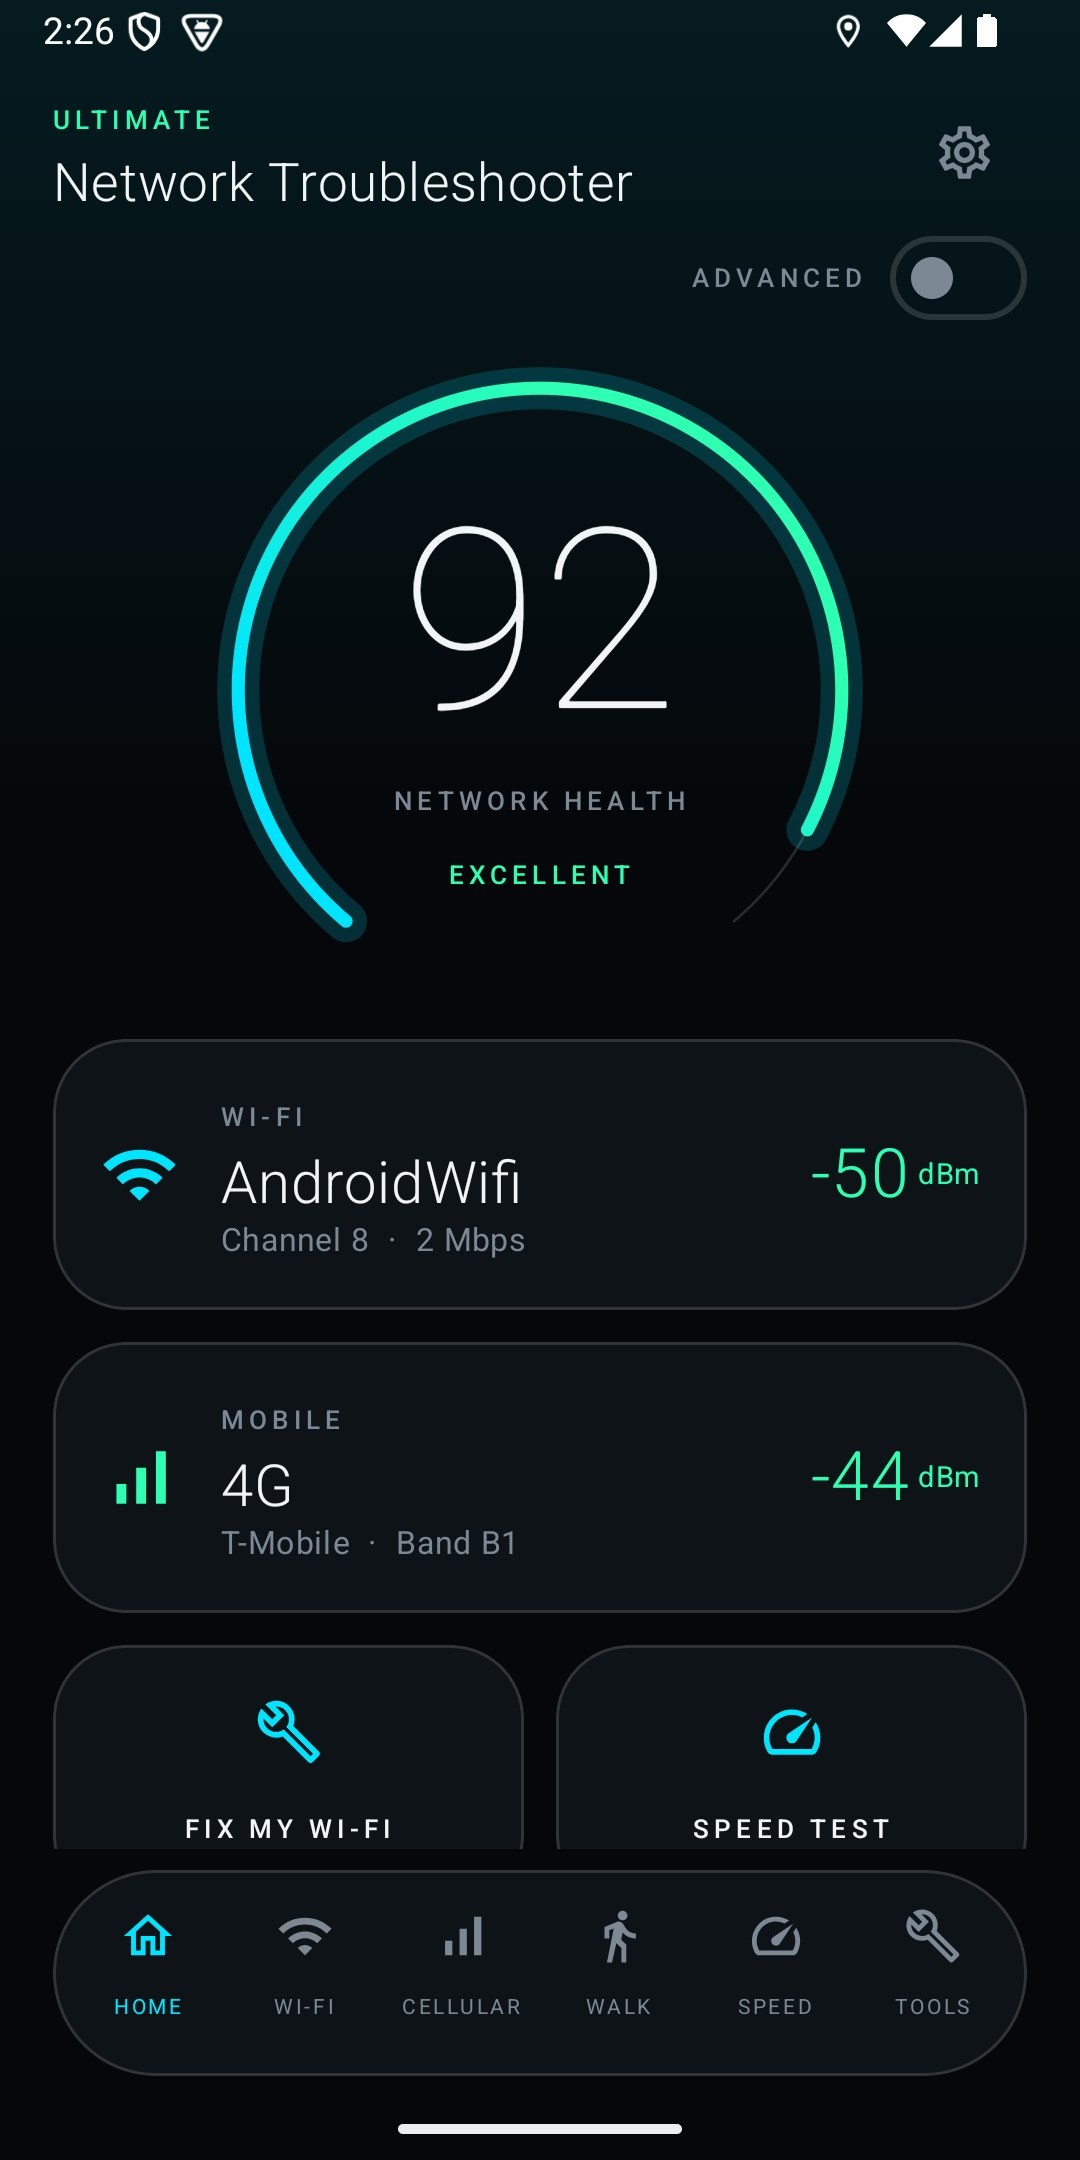 2:26
ULTIMATE
Network Troubleshooter
ADVANCED
92
NETWORK HEALTH
EXCELLENT
WI-FI
AndroidWifi
Channel 8 · 2 Mbps
-50 dBm
MOBILE
4G
T-Mobile · Band B1
-44 dBm
FIX MY WI-FI
SPEED TEST
HOME
WI-FI
CELLULAR
WALK
SPEED
TOOLS